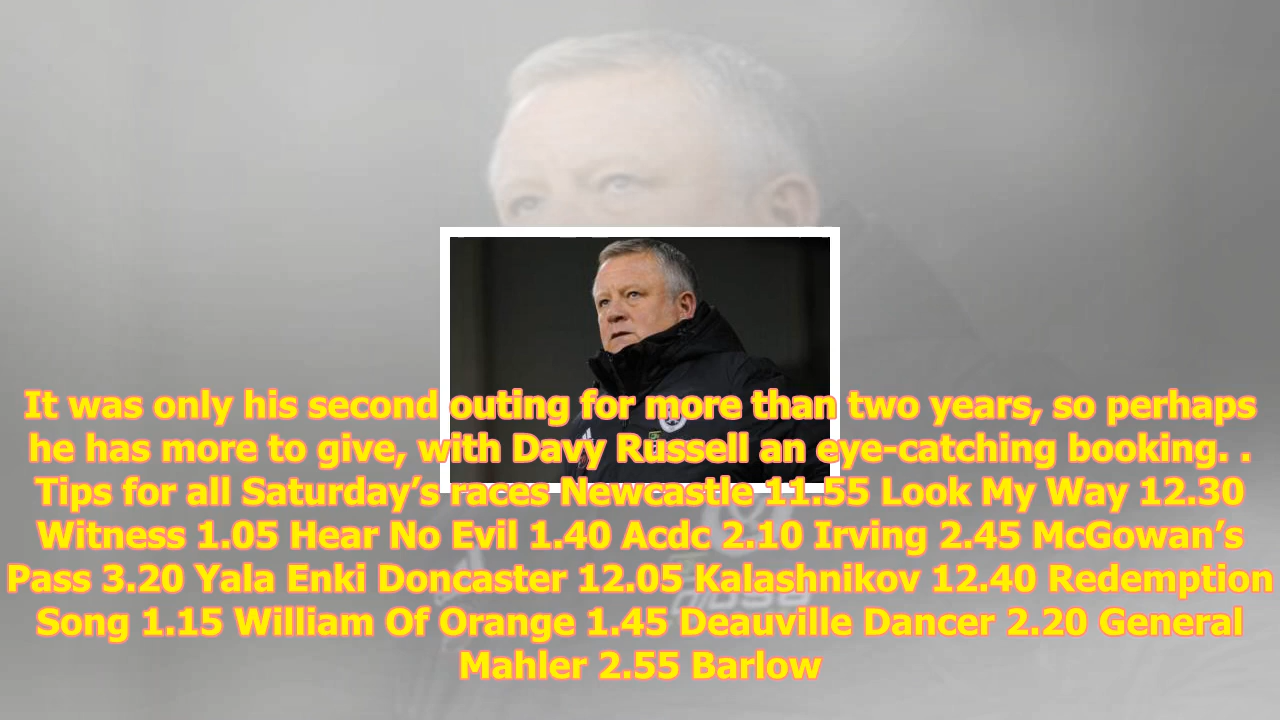 It was only his second outing for more than two years, so perhaps
he has more to give, with Davy Russell an eye-catching booking. .
Tips for all Saturday’s races Newcastle 11.55 Look My Way 12.30
Witness 1.05 Hear No Evil 1.40 Acdc 2.10 Irving 2.45 McGowan’s
Pass 3.20 Yala Enki Doncaster 12.05 Kalashnikov 12.40 Redemption
Song 1.15 William Of Orange 1.45 Deauville Dancer 2.20 General
Mahler 2.55 Barlow